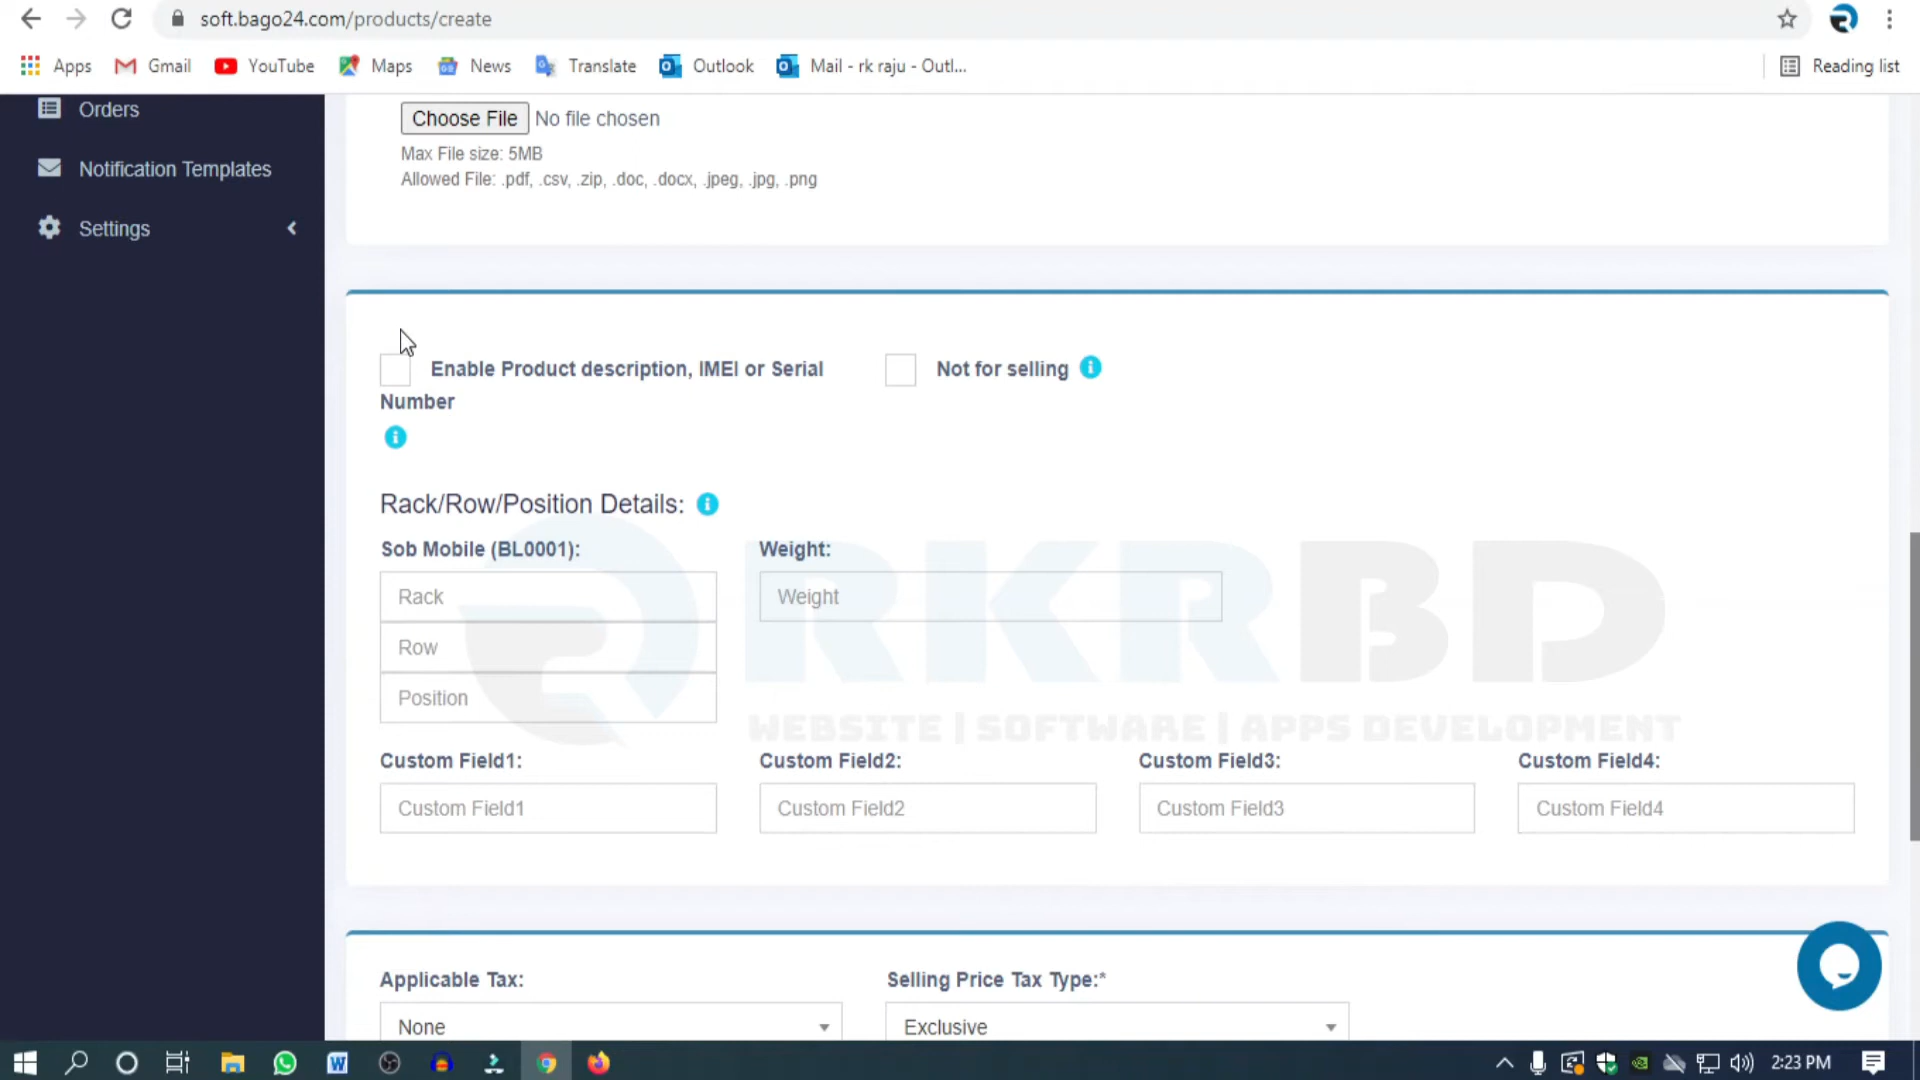 soft.bago24.com/products/create
Apps Gmail YouTube Maps News Translate Outlook Mail - rk raju - Outl... Reading list
Orders
Notification Templates
Settings
Choose File No file chosen
Max File size: 5MB
Allowed File: .pdf, .csv, .zip, .doc, .docx, .jpeg, .jpg, .png
Enable Product description, IMEI or Serial Number
Not for selling
Rack/Row/Position Details:
Sob Mobile (BL0001): Weight:
Rack Weight
Row
Position
RKRBD
WEBSITE | SOFTWARE | APPS DEVELOPMENT
Custom Field1: Custom Field2: Custom Field3: Custom Field4:
Custom Field1 Custom Field2 Custom Field3 Custom Field4
Applicable Tax: Selling Price Tax Type:*
None Exclusive
2:23 PM